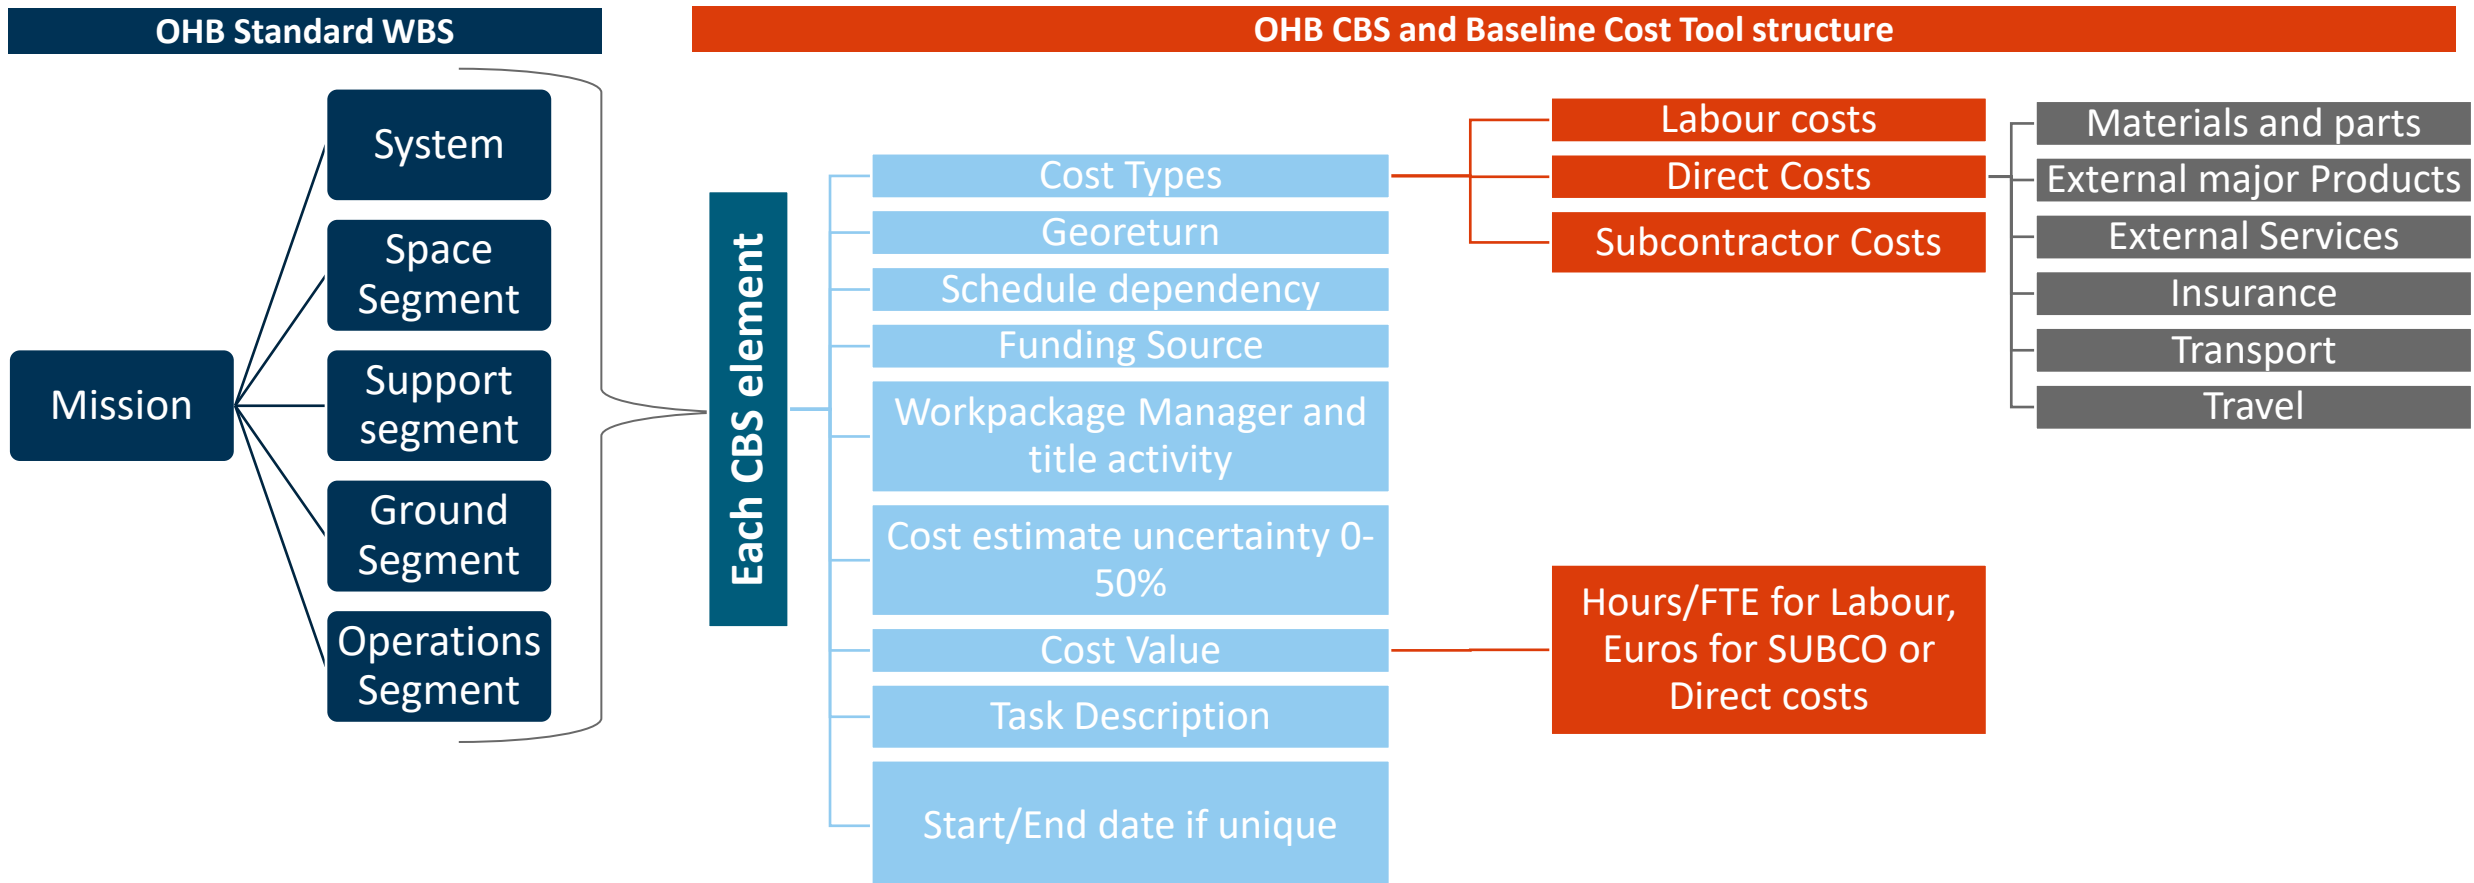 OHB Standard WBS
OHB CBS and Baseline Cost Tool structure
Mission
System
Space
Segment
Support
segment
Ground
Segment
Operations
Segment
Each CBS element
Cost Types
Georeturn
Schedule dependency
Funding Source
Workpackage Manager and
title activity
Cost estimate uncertainty 0-
50%
Cost Value
Task Description
Start/End date if unique
Labour costs
Direct Costs
Subcontractor Costs
Hours/FTE for Labour,
Euros for SUBCO or
Direct costs
Materials and parts
External major Products
External Services
Insurance
Transport
Travel